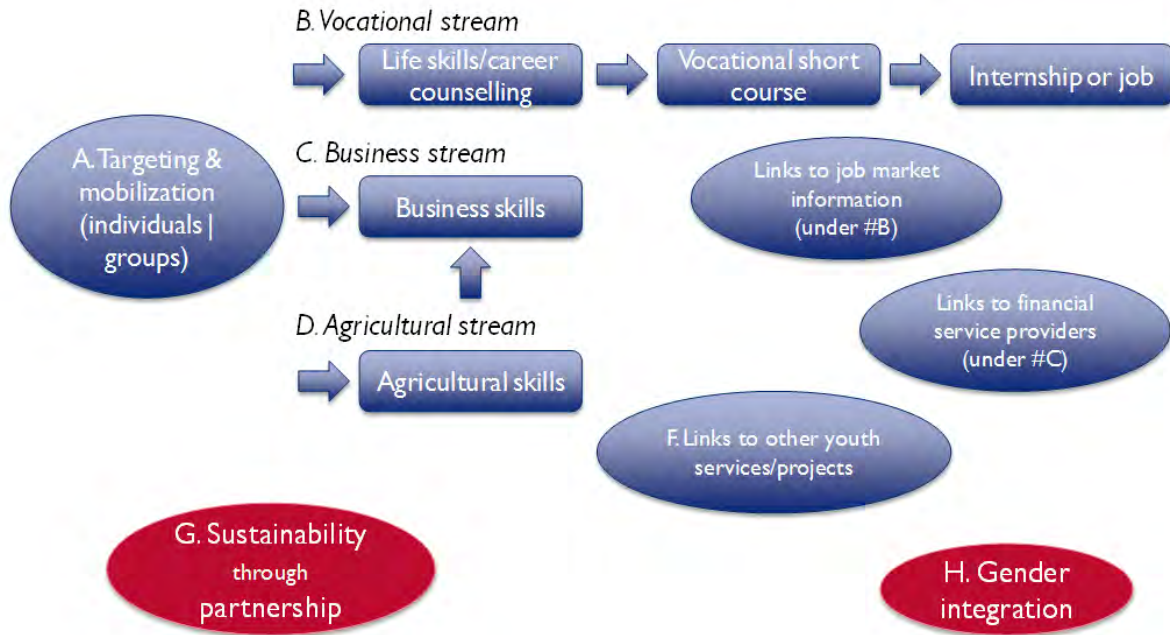 B. Vocational stream
Life skills/career
counselling
Vocational short
course
Internship or job
A. Targeting &
mobilization
(individuals |
groups)
C. Business stream
Business skills
Links to job market
information
(under #B)
D. Agricultural stream
Agricultural skills
Links to financial
service providers
(under #C)
F. Links to other youth
services/projects
G. Sustainability
through
partnership
H. Gender
integration